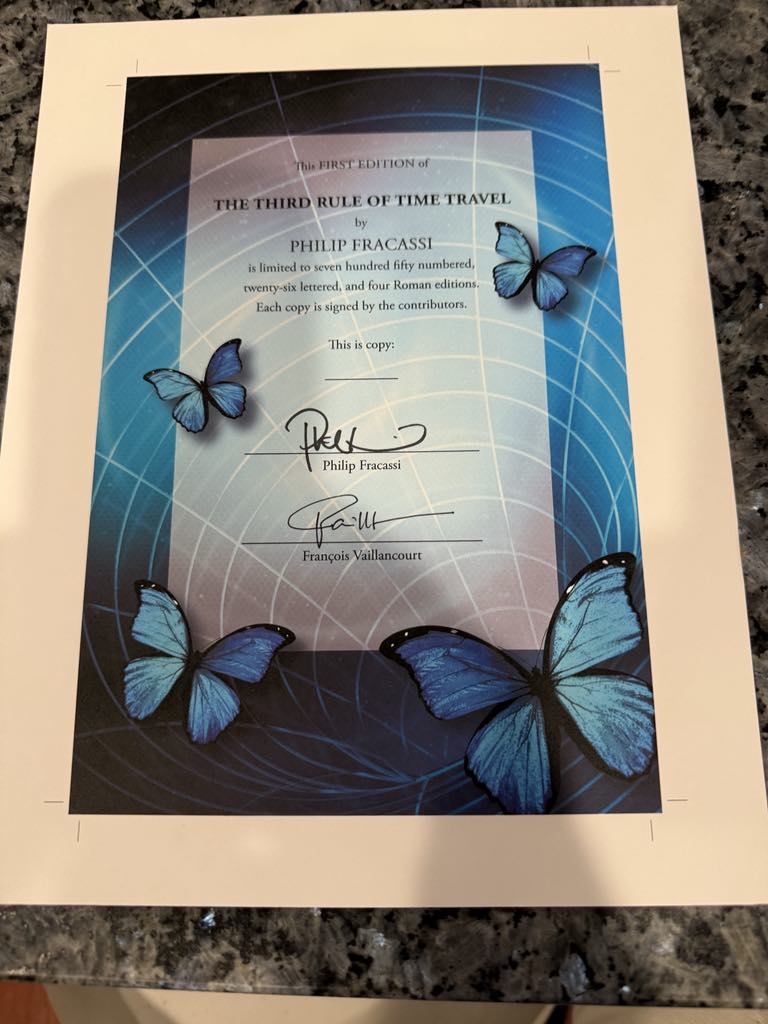 This FIRST EDITION of
THE THIRD RULE OF TIME TRAVEL
by
PHILIP FRACASSI
is limited to seven hundred fifty numbered,
twenty-six lettered, and four Roman editions.
Each copy is signed by the contributors.
This is copy:
Philip Fracassi
François Vaillancourt